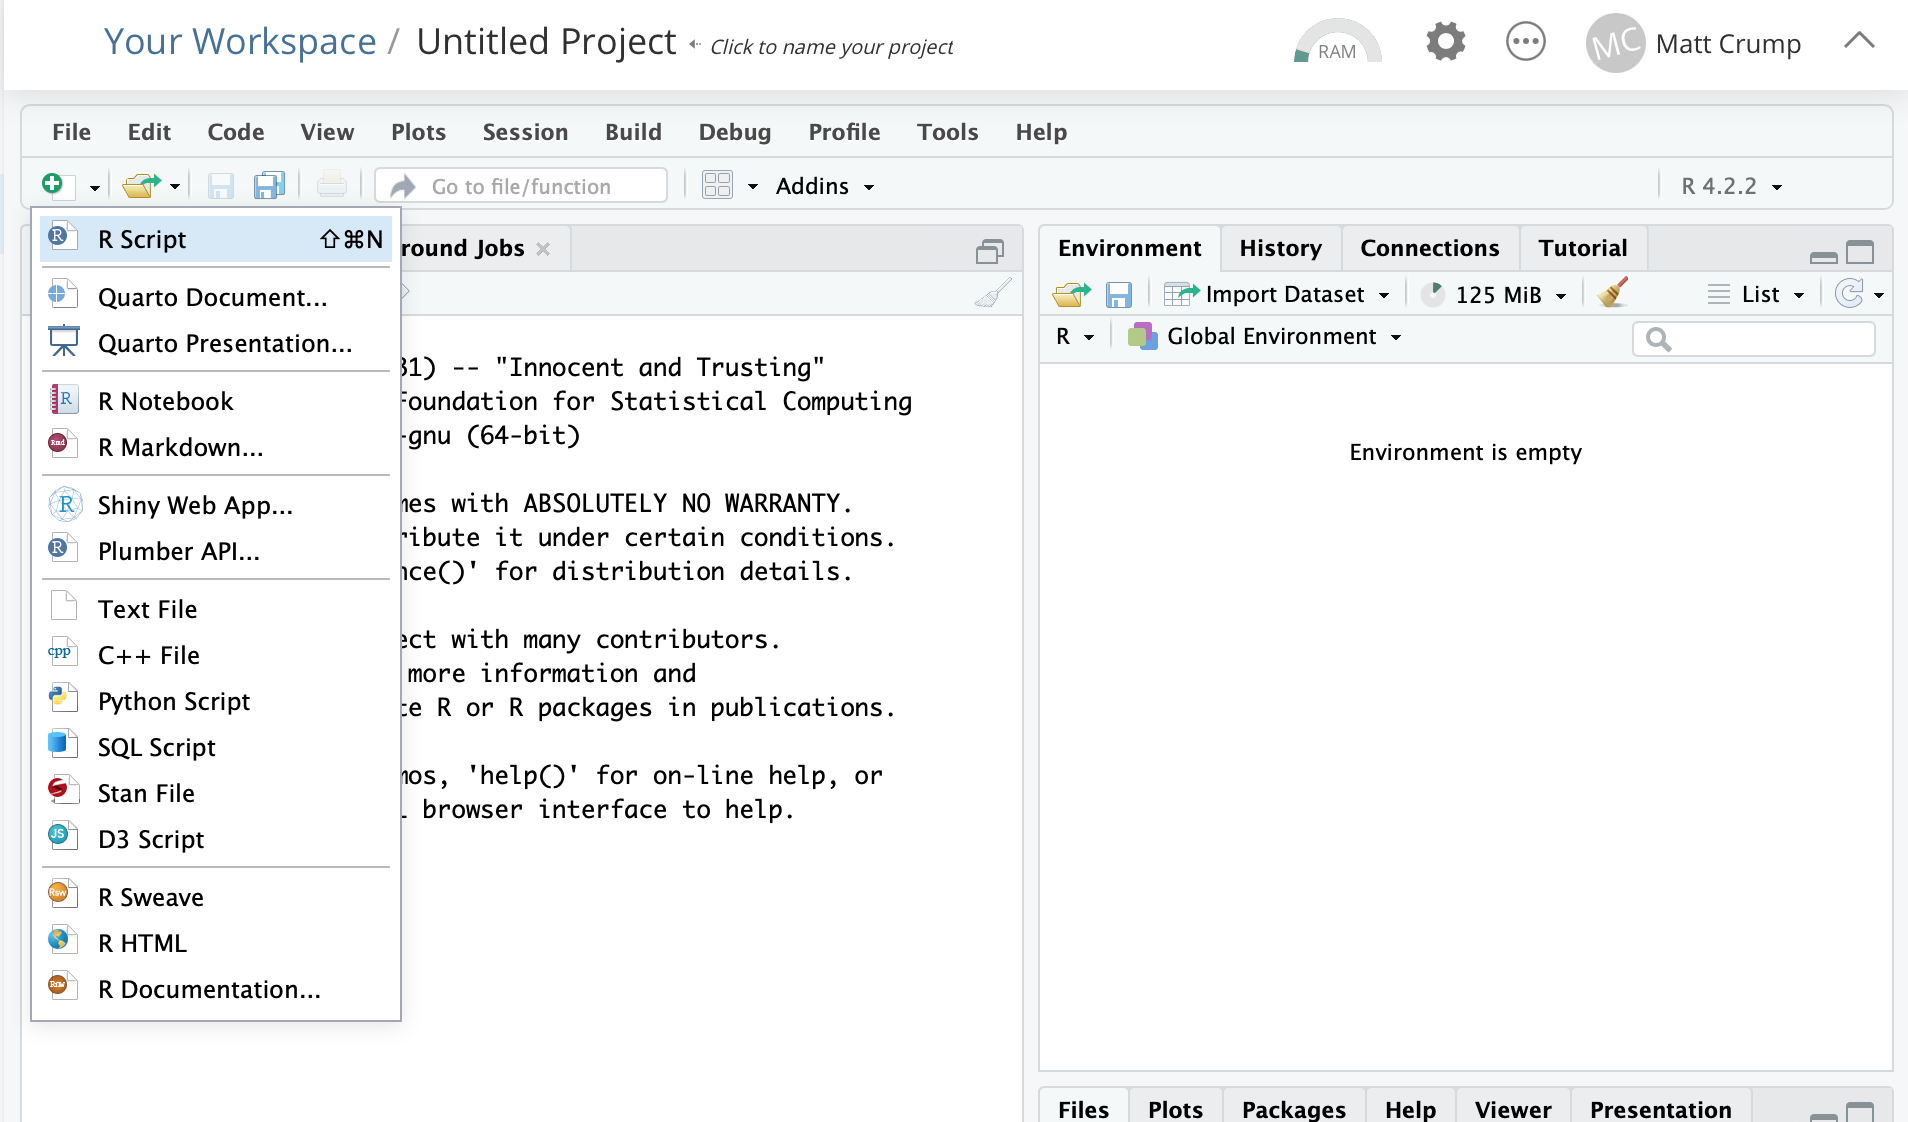 Your Workspace / Untitled Project Click to name your project RAM MC Matt Crump
File Edit Code View Plots Session Build Debug Profile Tools Help
Go to file/function Addins R 4.2.2
R Script ⇧⌘N
Quarto Document...
Quarto Presentation...
R Notebook
R Markdown...
Shiny Web App...
Plumber API...
Text File
C++ File
Python Script
SQL Script
Stan File
D3 Script
R Sweave
R HTML
R Documentation...
round Jobs
31) -- "Innocent and Trusting"
Foundation for Statistical Computing
-gnu (64-bit)
mes with ABSOLUTELY NO WARRANTY.
ribute it under certain conditions.
nce()' for distribution details.
ect with many contributors.
more information and
te R or R packages in publications.
mos, 'help()' for on-line help, or
browser interface to help.
Environment History Connections Tutorial
Import Dataset 125 MiB List
R Global Environment
Environment is empty
Files Plots Packages Help Viewer Presentation